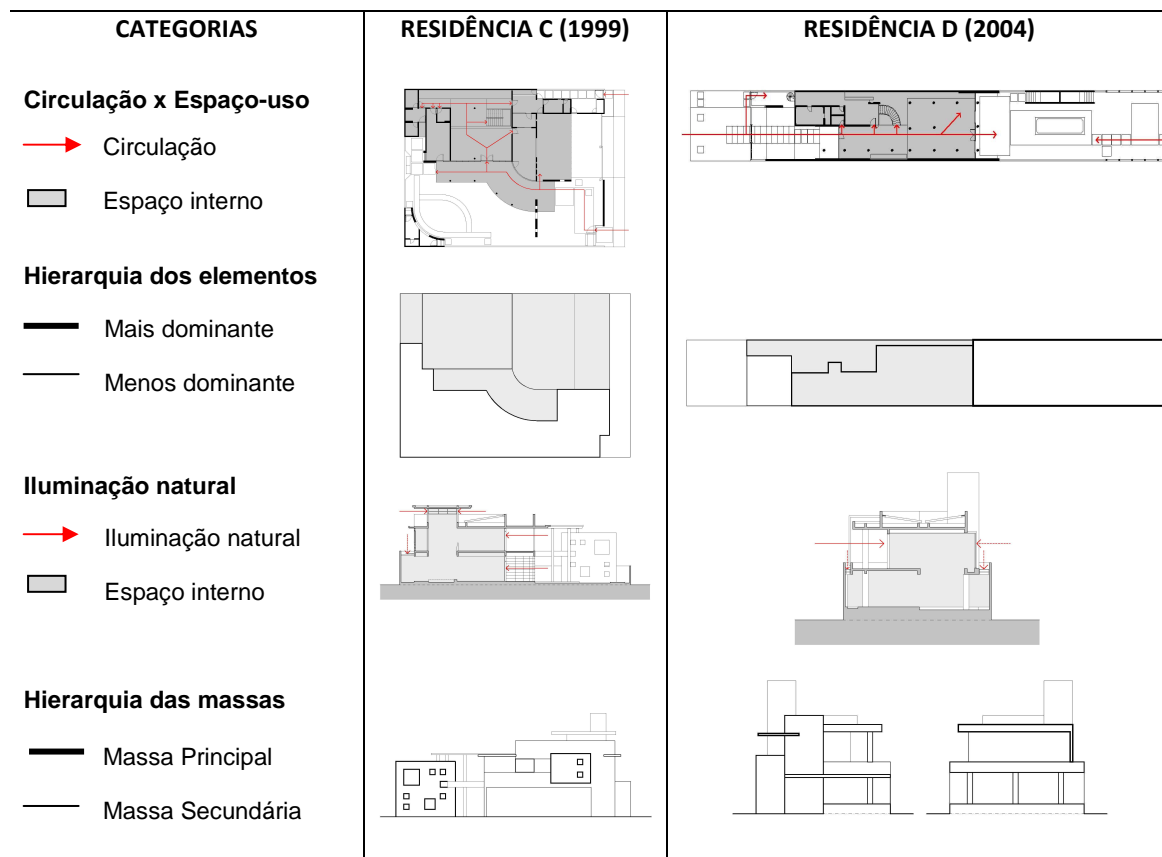 CATEGORIAS
RESIDÊNCIA C (1999)
RESIDÊNCIA D (2004)
Circulação x Espaço-uso
Circulação
Espaço interno
Hierarquia dos elementos
Mais dominante
Menos dominante
Iluminação natural
Iluminação natural
Espaço interno
Hierarquia das massas
Massa Principal
Massa Secundária